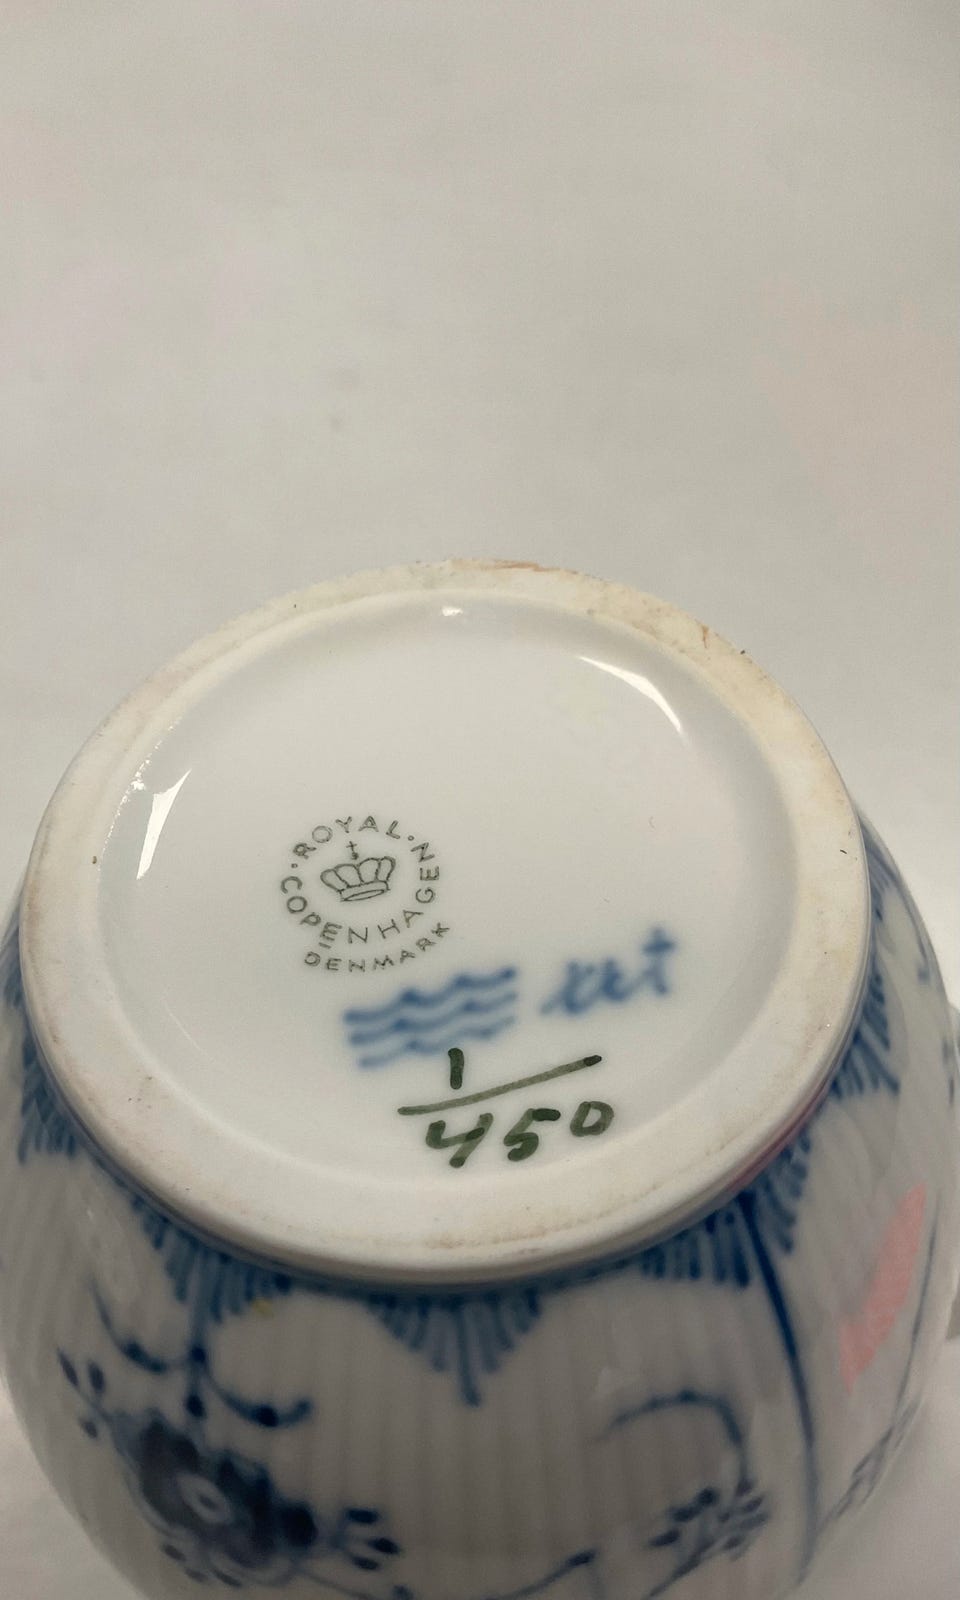 ROYAL · COPENHAGEN
DENMARK
1
450